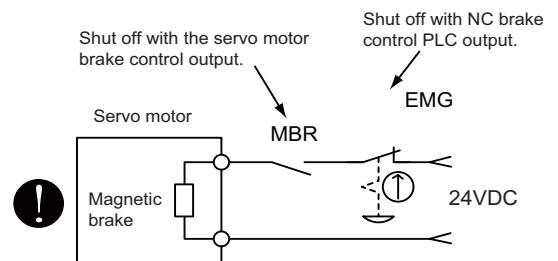 Shut off with NC brake
control PLC output.
Shut off with the servo motor
brake control output.
EMG
Servo motor
MBR
Magnetic
brake
24VDC